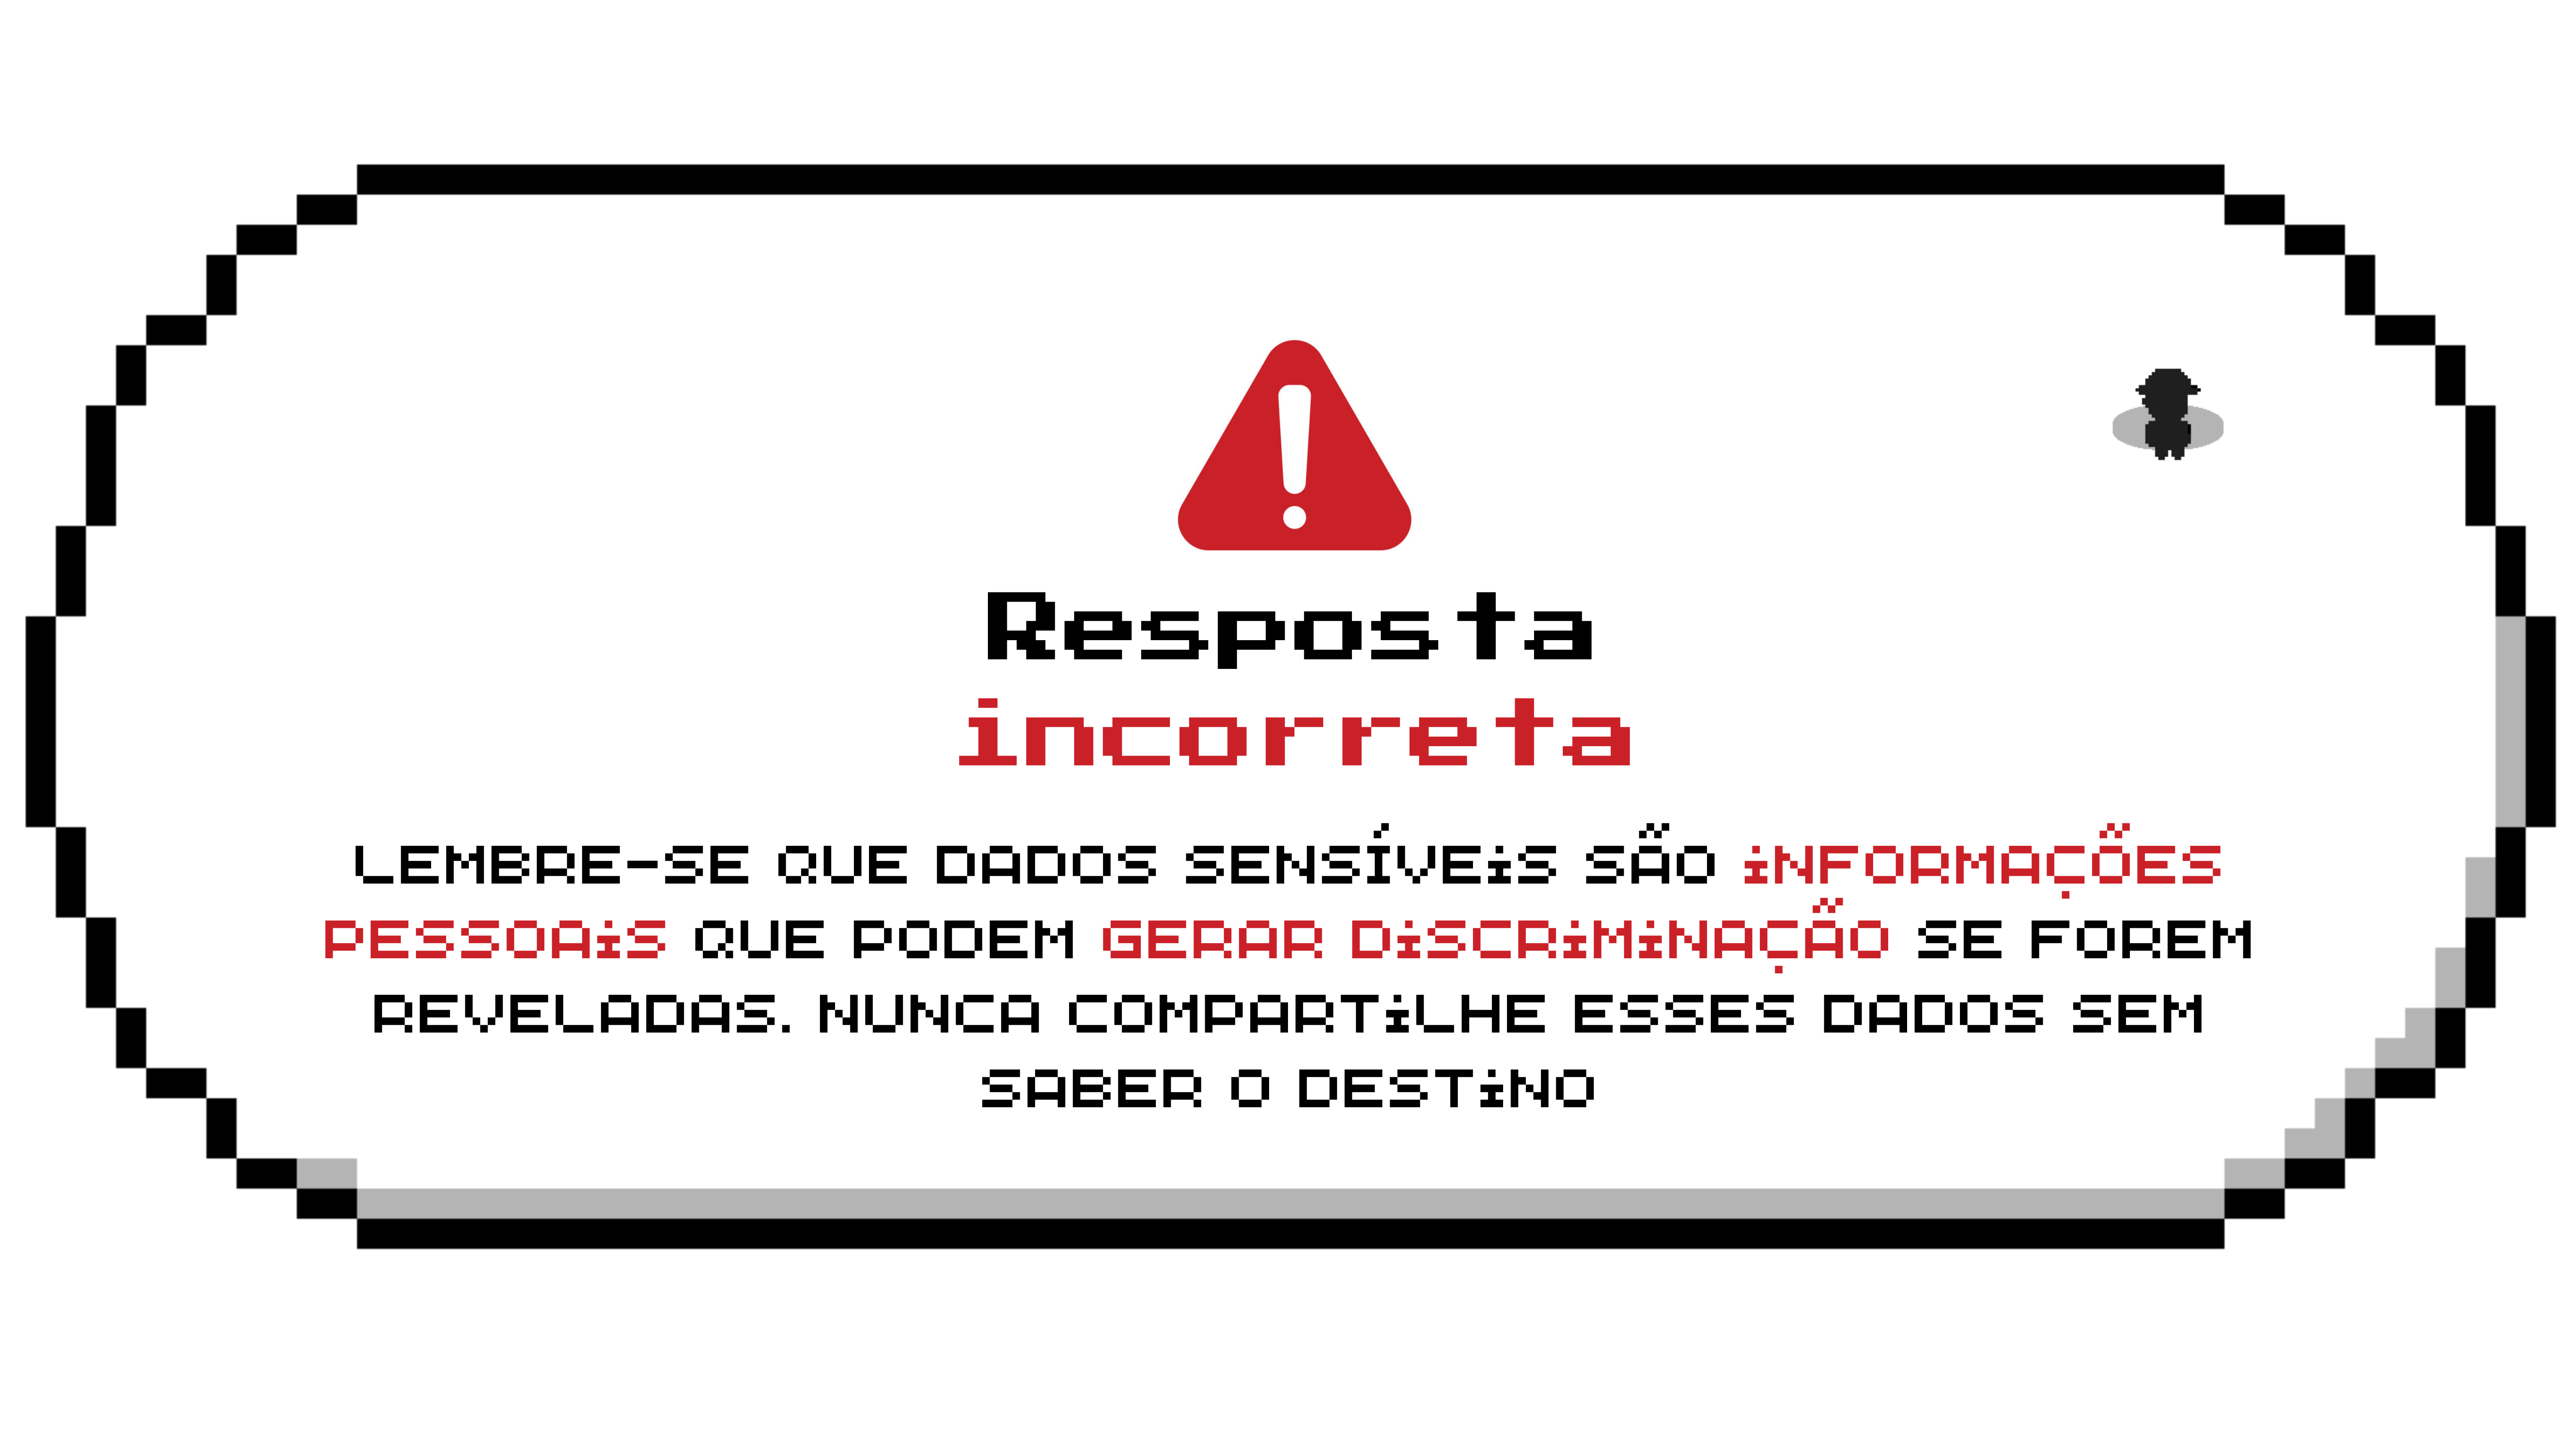 Resposta
incorreta
LEMBRE-SE QUE DADOS SENSÍVEIS SÃO INFORMAÇÕES
PESSOAIS QUE PODEM GERAR DISCRIMINAÇÃO SE FOREM
REVELADAS. NUNCA COMPARTILHE ESSES DADOS SEM
SABER O DESTINO